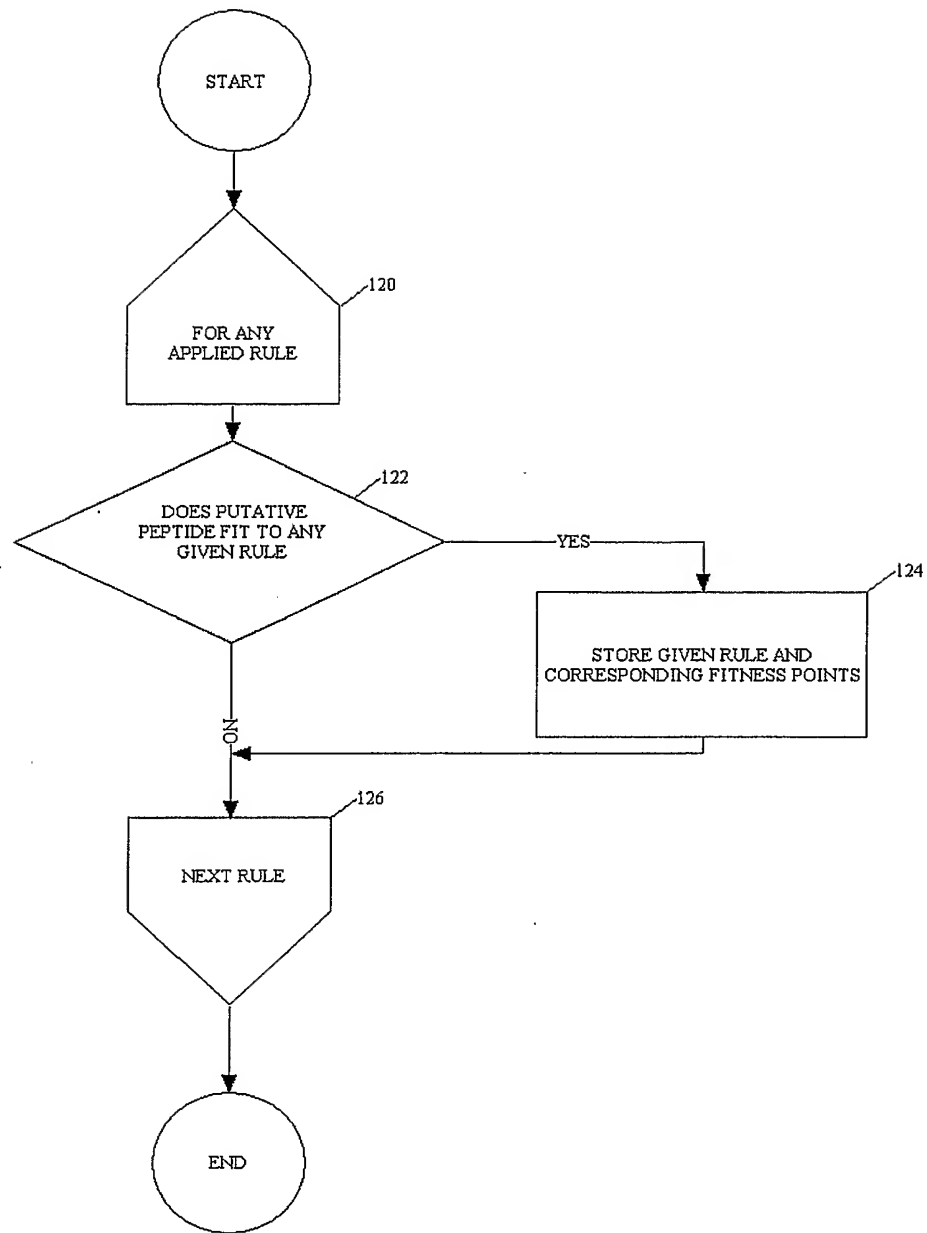 START
120
FOR ANY
APPLIED RULE
122
DOES PUTATIVE
PEPTIDE FIT TO ANY
GIVEN RULE
YES
124
STORE GIVEN RULE AND
CORRESPONDING FITNESS POINTS
NO
126
NEXT RULE
END